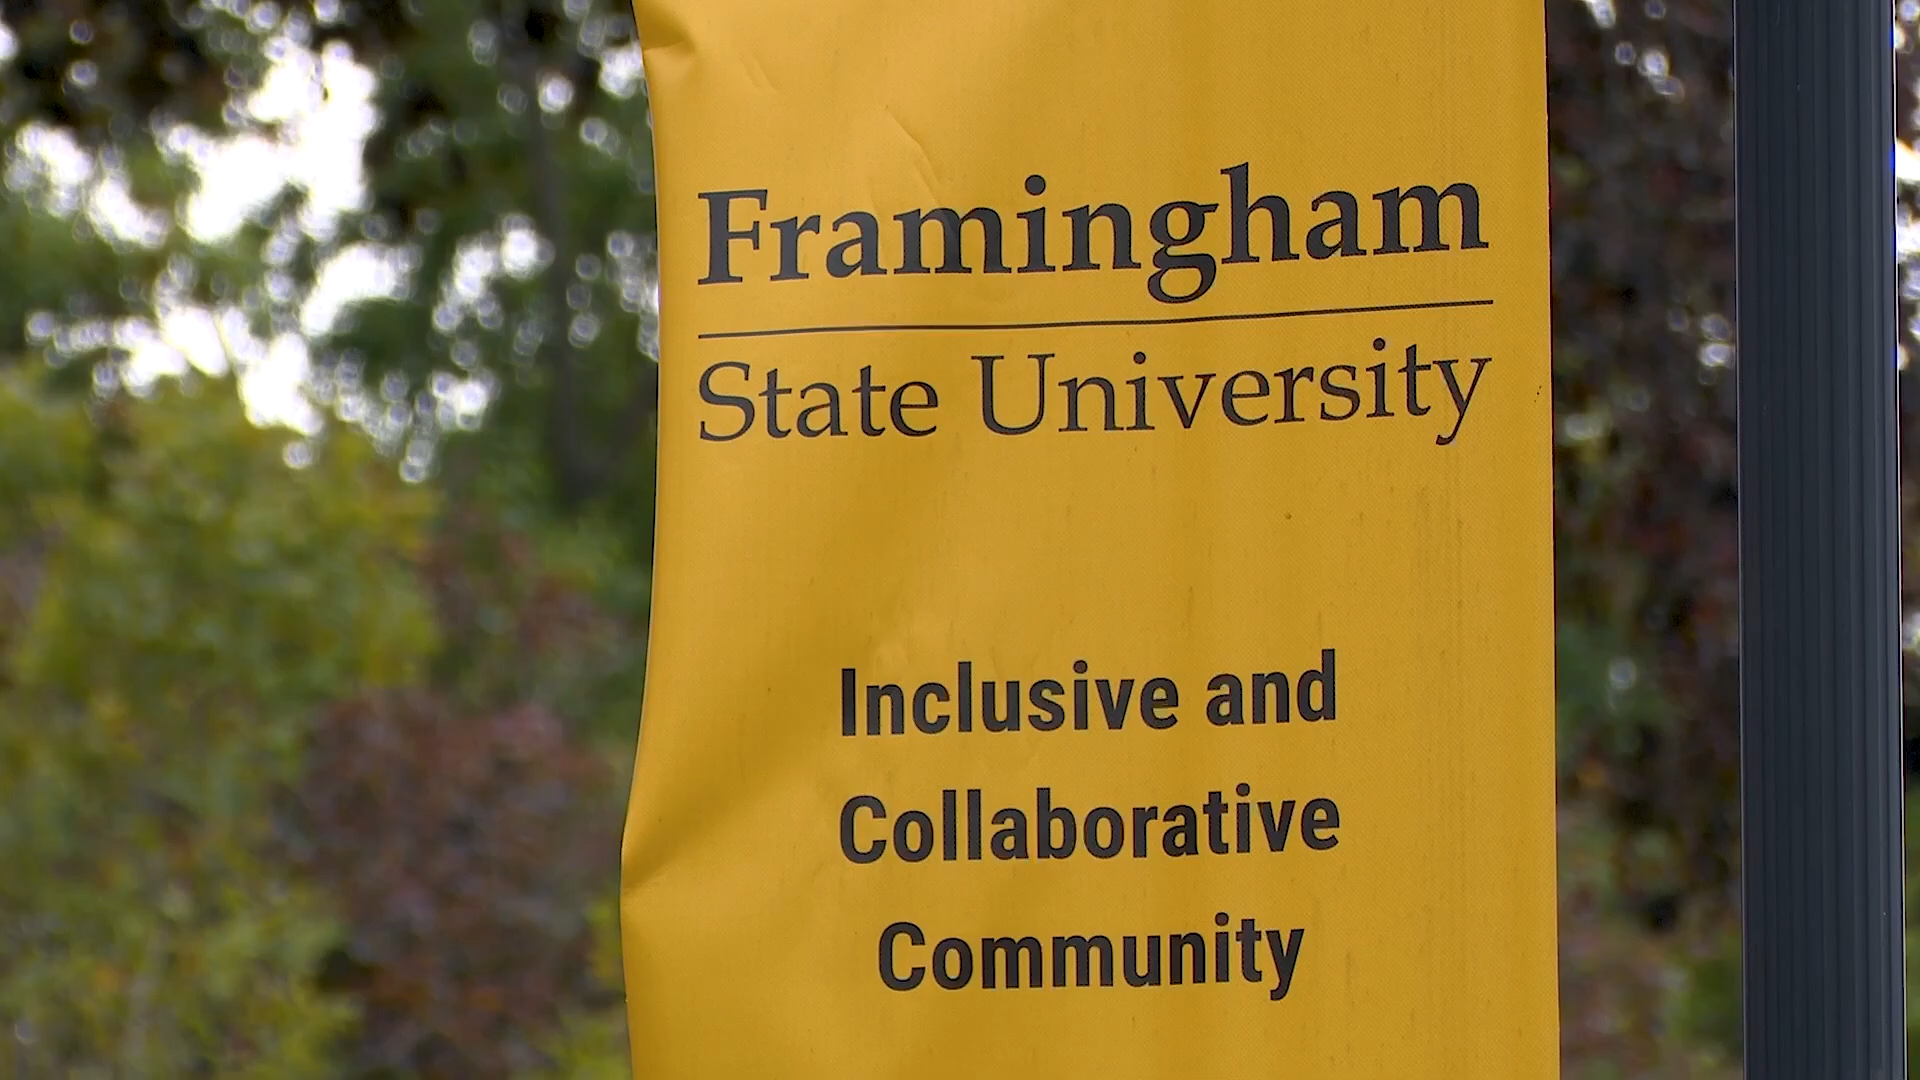 Framingham
State University
Inclusive and
Collaborative
Community